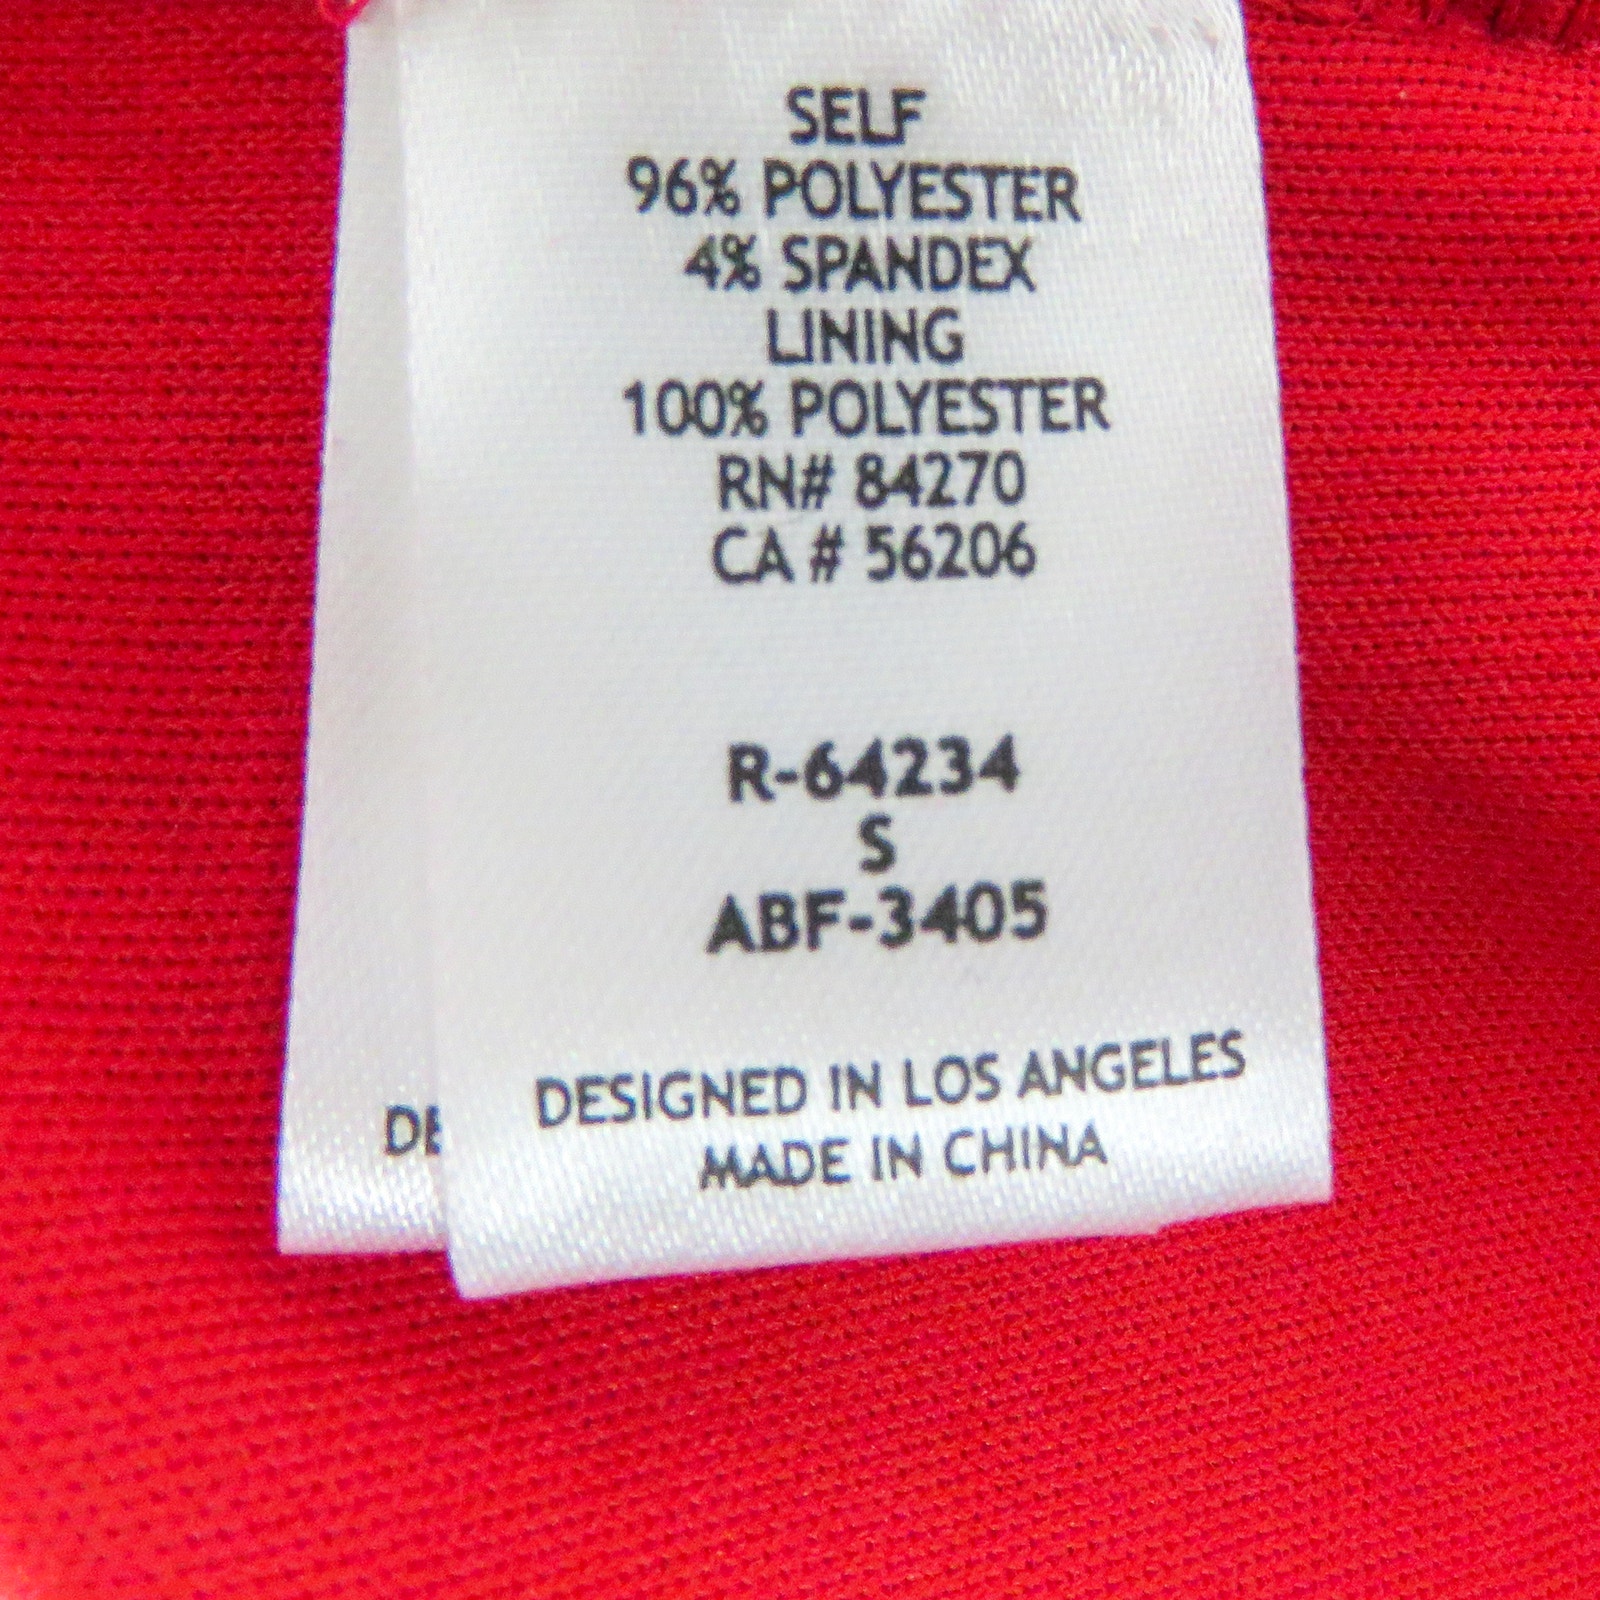 SELF
96% POLYESTER
4% SPANDEX
LINING
100% POLYESTER
RN# 84270
CA # 56206
R-64234
S
ABF-3405
DESIGNED IN LOS ANGELES
MADE IN CHINA